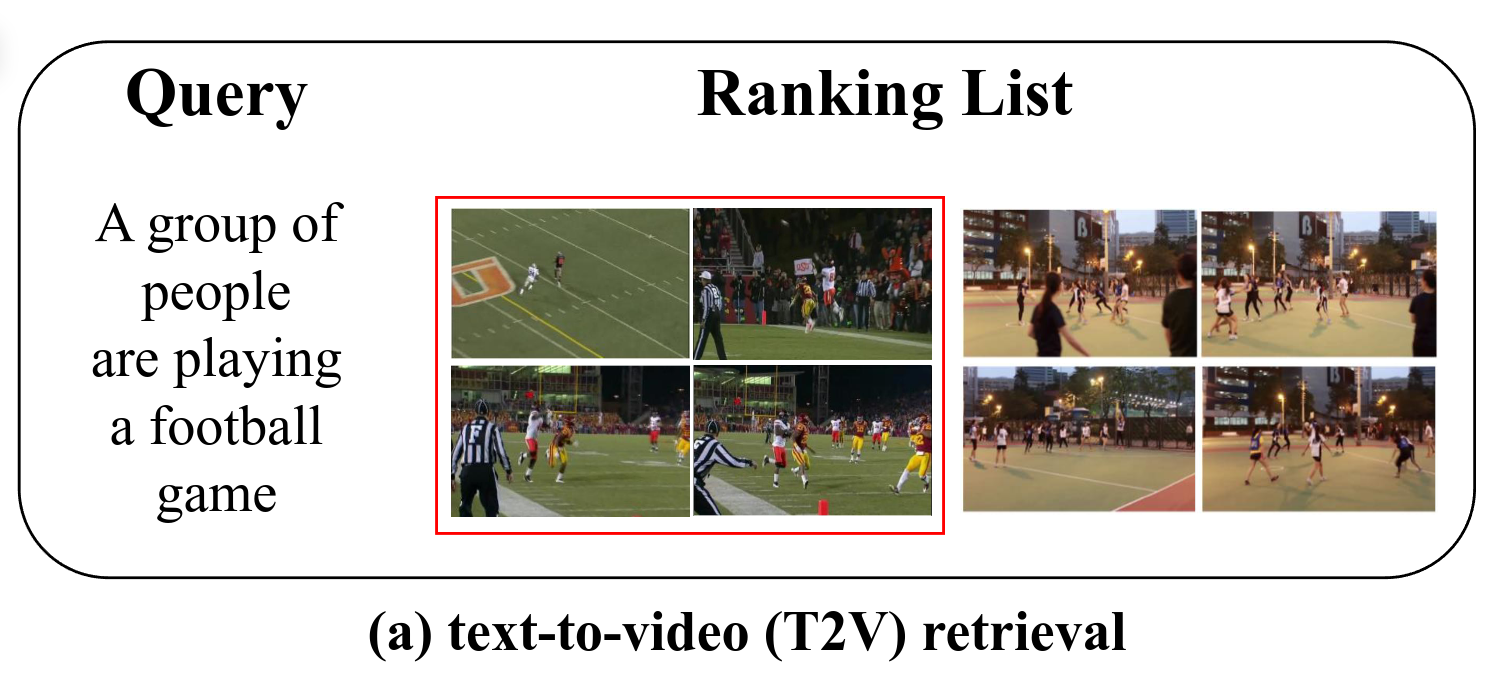 Query
Ranking List
A group of
people
are playing
a football
game
(a) text-to-video (T2V) retrieval